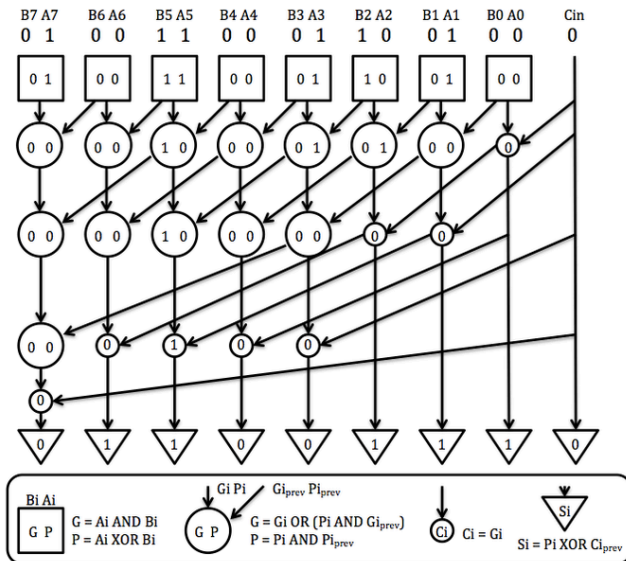 B7 A7 B6 A6 B5 A5 B4 A4 B3 A3 B2 A2 B1 A1 B0 A0 Cin
0 1 0 0 1 1 0 0 0 1 1 0 0 1 0 0 0
0 1 0 0 1 1 0 0 0 1 1 0 0 1 0 0
0 0 0 0 1 0 0 0 0 1 0 1 0 0 0
0 0 0 0 1 0 0 0 0 0 0 0
0 0 0 1 0 0
0
0 1 1 0 0 1 1 1 0
Bi Ai
G P
G = Ai AND Bi
P = Ai XOR Bi
Gi Pi Giprev Piprev
G P
G = Gi OR (Pi AND Giprev)
P = Pi AND Piprev
Ci
Ci = Gi
Si
Si = Pi XOR Ciprev